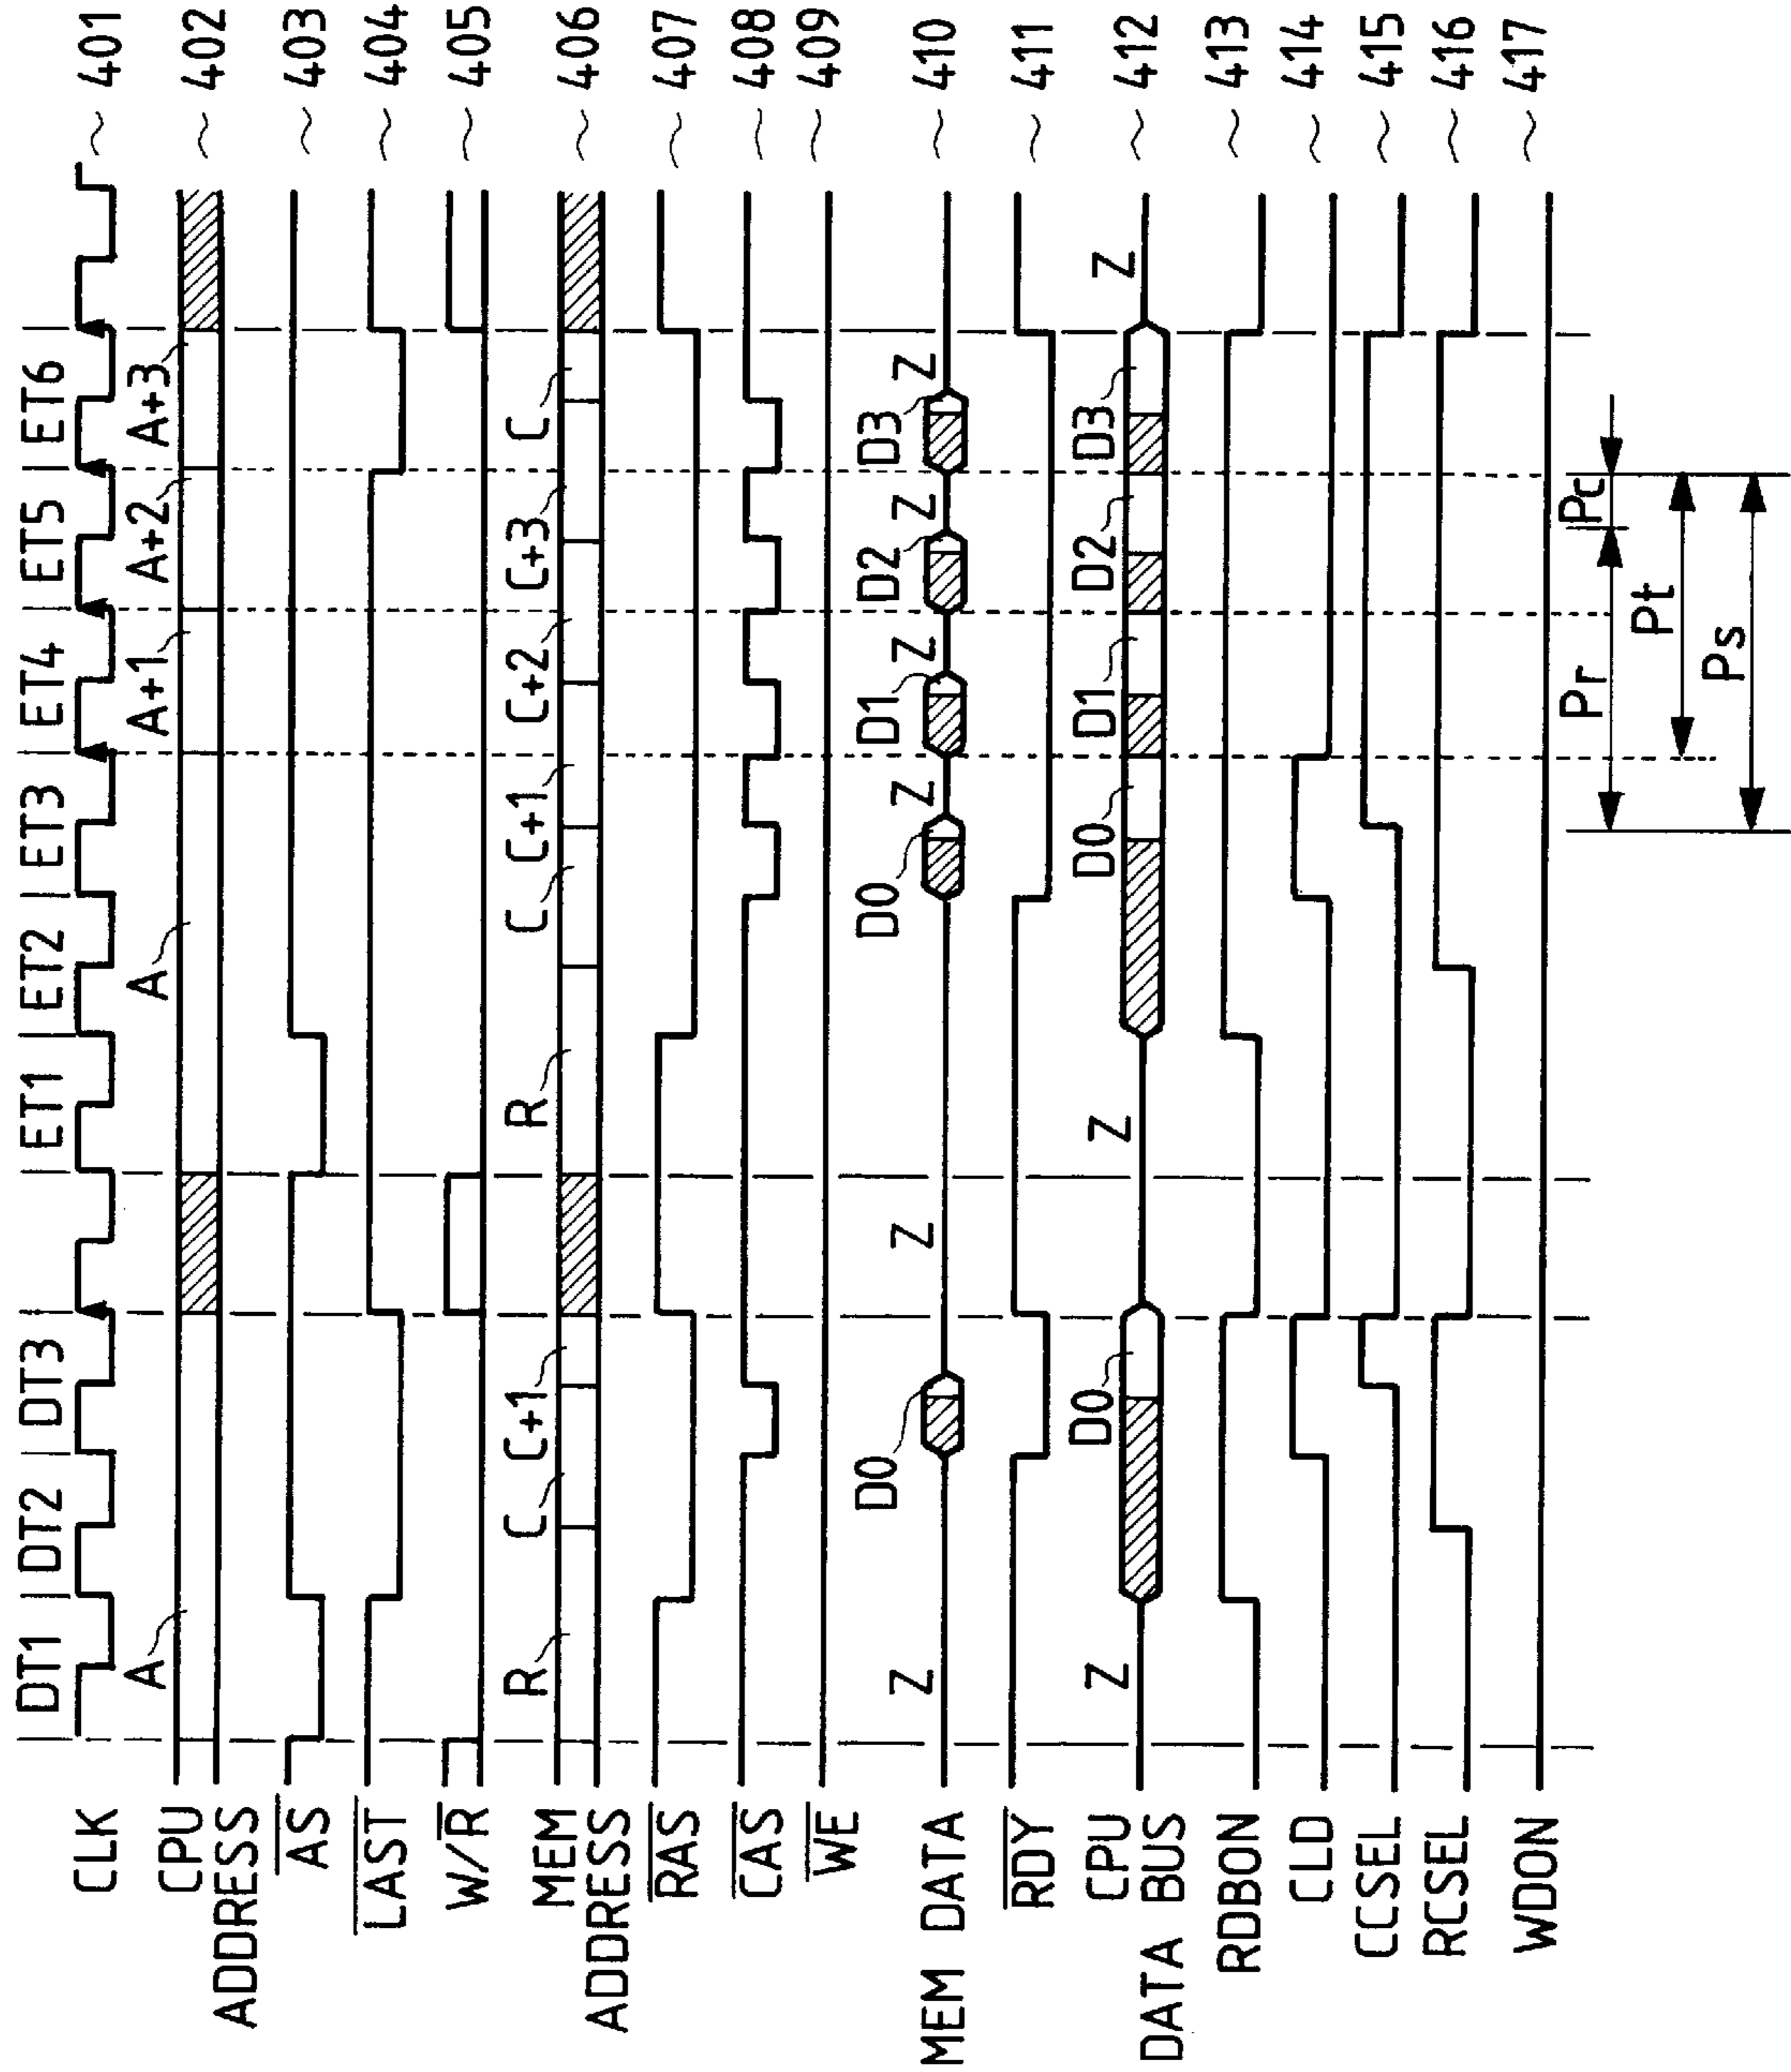 |DT1 |DT2 |DT3 | |ET1 |ET2 |ET3 |ET4 |ET5 |ET6
CLK ~ 401
CPU ADDRESS A A A+1 A+2 A+3 ~ 402
AS ~ 403
LAST ~ 404
W/R ~ 405
MEM ADDRESS R C C+1 R C C+1 C+2 C+3 C ~ 406
RAS ~ 407
CAS ~ 408
WE ~ 409
MEM DATA Z D0 Z D0 Z D1 Z D2 Z D3 Z ~ 410
RDY ~ 411
CPU DATA BUS Z D0 Z D0 D1 D2 D3 Z ~ 412
RDBON ~ 413
CLD ~ 414
CCSEL ~ 415
RCSEL ~ 416
WDON ~ 417
Pr Pc
Pt
Ps